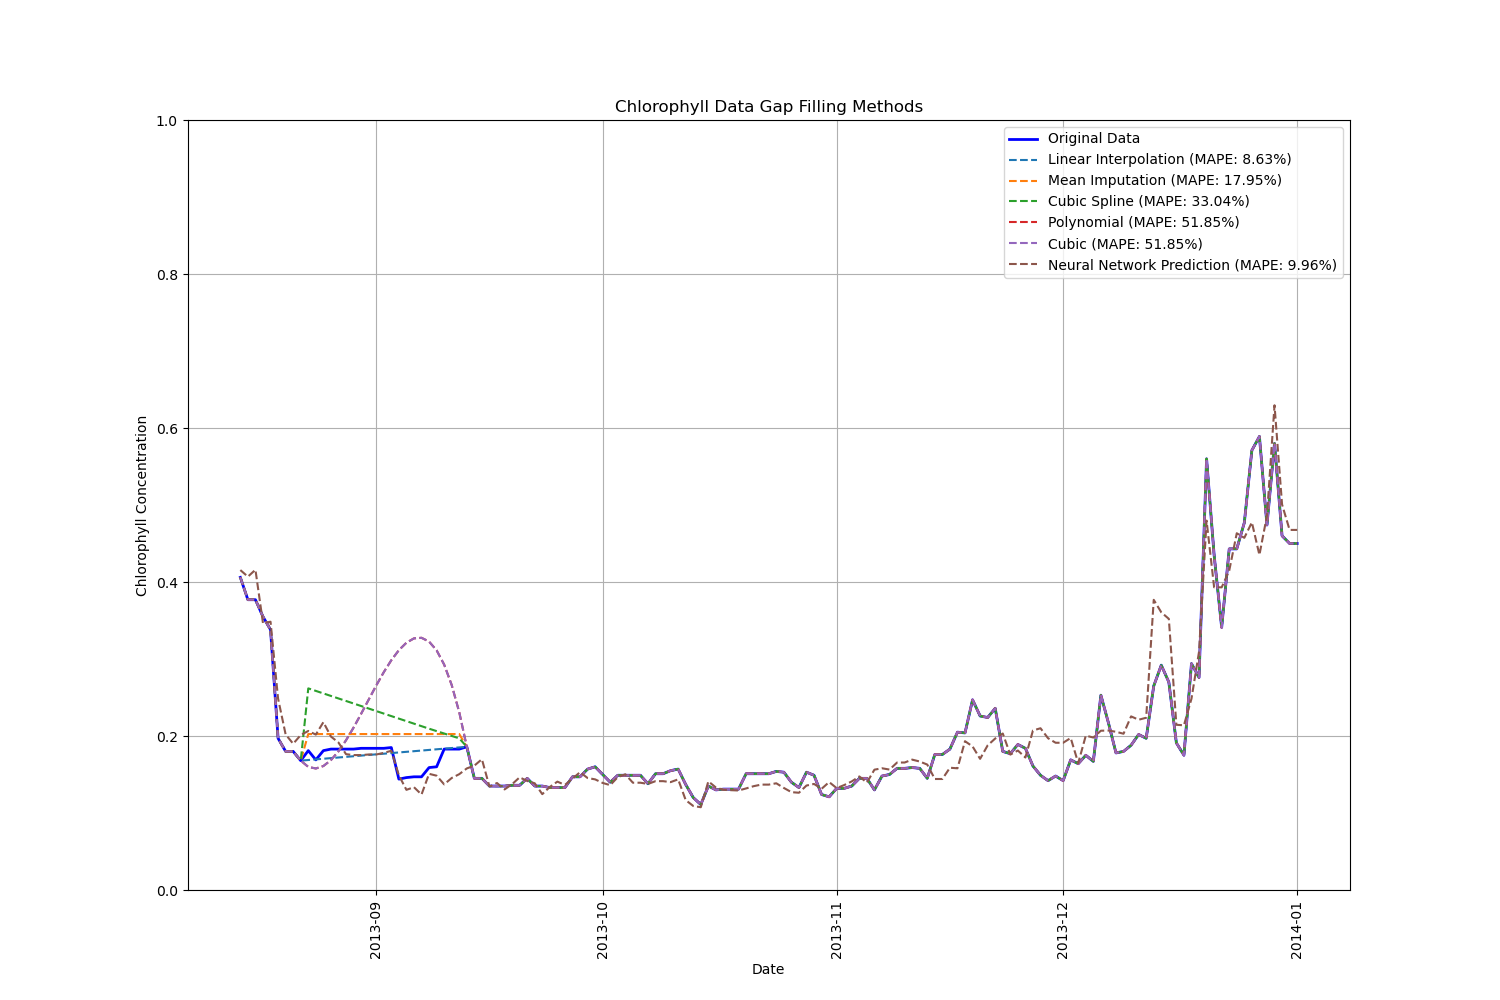 Chlorophyll Data Gap Filling Methods
1.0
0.8
0.6
0.4
0.2
0.0
Chlorophyll Concentration
Original Data
Linear Interpolation (MAPE: 8.63%)
Mean Imputation (MAPE: 17.95%)
Cubic Spline (MAPE: 33.04%)
Polynomial (MAPE: 51.85%)
Cubic (MAPE: 51.85%)
Neural Network Prediction (MAPE: 9.96%)
2013-09
2013-10
2013-11
2013-12
2014-01
Date